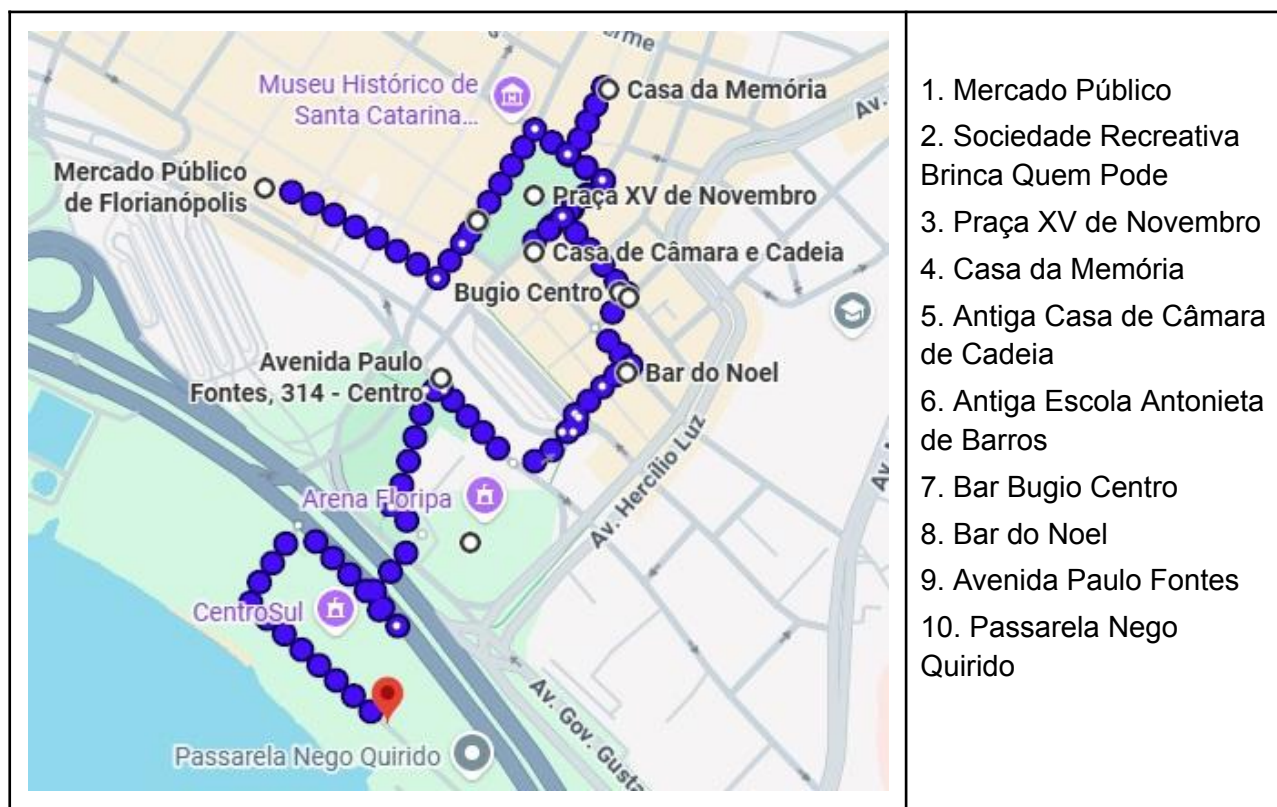 erme
Museu Histórico de
Santa Catarina...
Casa da Memória
Av.
Mercado Público
de Florianópolis
Praça XV de Novembro
Casa de Câmara e Cadeia
Bugio Centro
Avenida Paulo
Fontes, 314 - Centro
Bar do Noel
Av. Hercílio Luz
Arena Floripa
CentroSul
Av. Gov. Gusta
Passarela Nego Quirido
1. Mercado Público
2. Sociedade Recreativa
Brinca Quem Pode
3. Praça XV de Novembro
4. Casa da Memória
5. Antiga Casa de Câmara
de Cadeia
6. Antiga Escola Antonieta
de Barros
7. Bar Bugio Centro
8. Bar do Noel
9. Avenida Paulo Fontes
10. Passarela Nego
Quirido